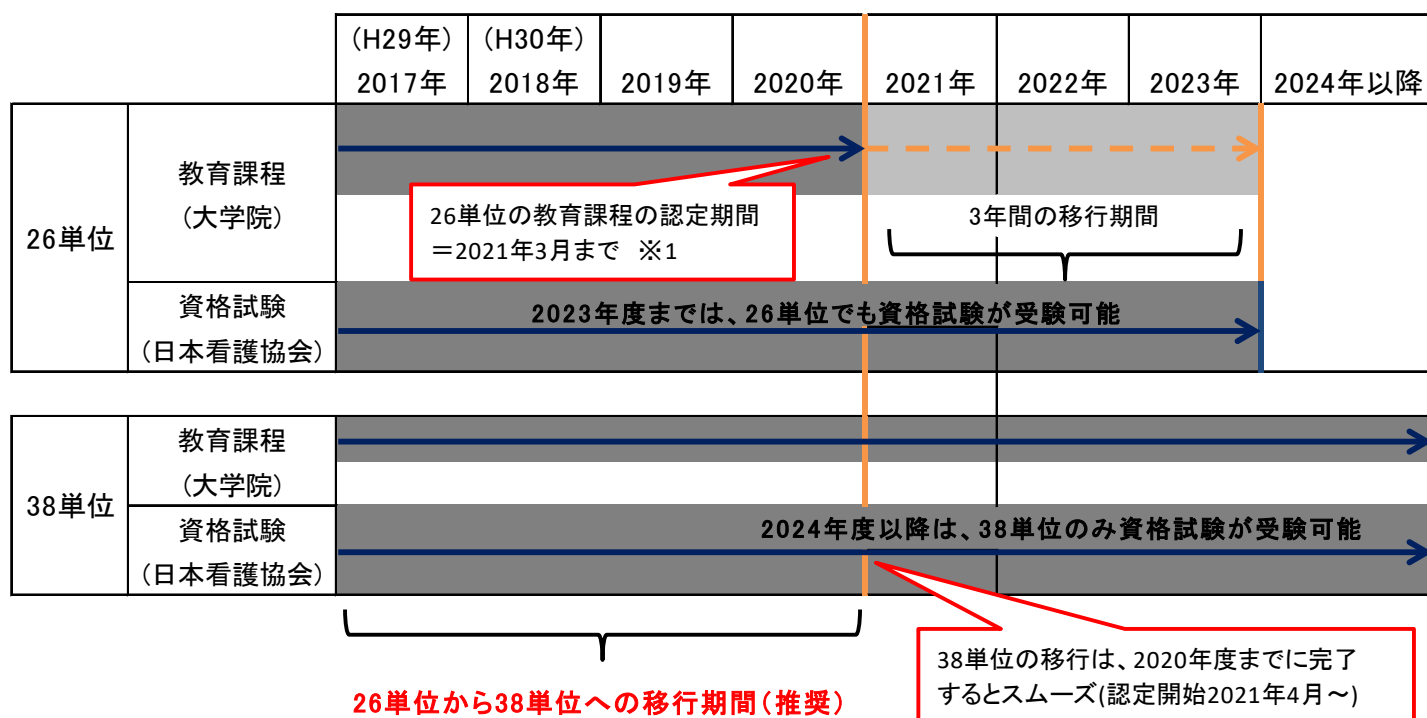 (H29年) (H30年)
2017年 2018年 2019年 2020年 2021年 2022年 2023年 2024年以降
26単位
教育課程
(大学院)
26単位の教育課程の認定期間
＝2021年3月まで ※1
3年間の移行期間
資格試験
(日本看護協会)
2023年度までは、26単位でも資格試験が受験可能
38単位
教育課程
(大学院)
資格試験
(日本看護協会)
2024年度以降は、38単位のみ資格試験が受験可能
26単位から38単位への移行期間(推奨)
38単位の移行は、2020年度までに完了
するとスムーズ(認定開始2021年4月～)